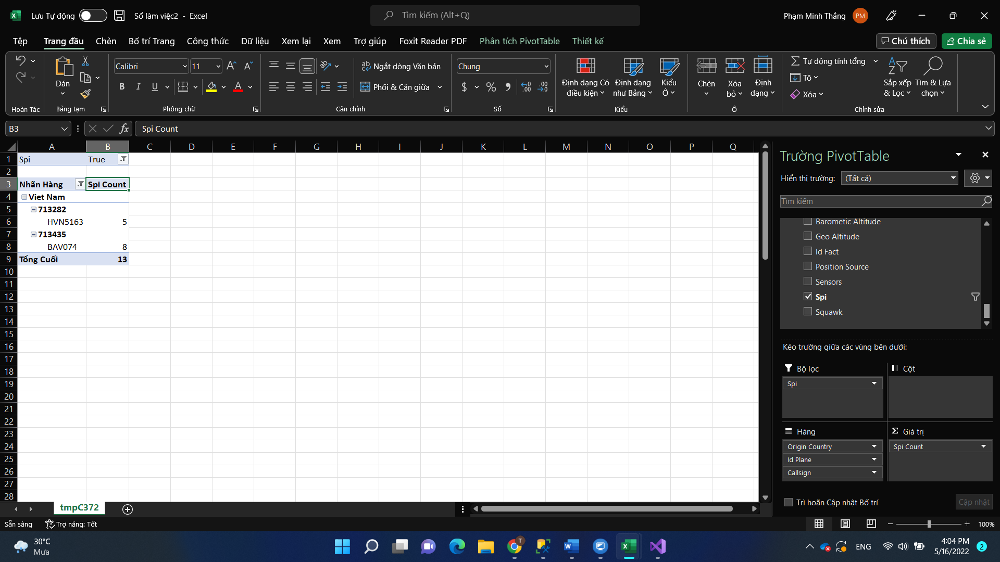 Lưu Tự động
Sổ làm việc2 - Excel
Tìm kiếm (Alt+Q)
Phạm Minh Thắng
PM
Tệp
Trang đầu
Chèn
Bố trí Trang
Công thức
Dữ liệu
Xem lại
Xem
Trợ giúp
Foxit Reader PDF
Phân tích PivotTable
Thiết kế
Chú thích
Chia sẻ
Hoàn Tác
Dán
Bảng tạm
Calibri
11
B I U
A
Phông chữ
Ngắt dòng Văn bản
Phối & Căn giữa
Căn chỉnh
Chung
$ % ,
Số
Định dạng Có
điều kiện
Định dạng
như Bảng
Kiểu
Ô
Kiểu
Chèn
Xóa
bỏ
Định
dạng
Ô
Tự động tính tổng
Tô
Xóa
Sắp xếp
& Lọc
Tìm & Lựa
chọn
Chỉnh sửa
B3
fx
Spi Count
A B C D E F G H I J K L M N O P Q
1 Spi True
2
3 Nhãn Hàng Spi Count
4 Viet Nam
5 713282
6 HVN5163 5
7 713435
8 BAV074 8
9 Tổng Cuối 13
10
11
12
13
14
15
16
17
18
19
20
21
22
23
24
25
26
27
28
Trường PivotTable
Hiển thị trường: (Tất cả)
Tìm kiếm
Barometic Altitude
Geo Altitude
Id Fact
Position Source
Sensors
Spi
Squawk
Kéo trường giữa các vùng bên dưới:
Bộ lọc
Cột
Spi
Hàng
Giá trị
Origin Country
Spi Count
Id Plane
Callsign
Trì hoãn Cập nhật Bố trí
Cập nhật
tmpC372
Sẵn sàng
Trợ năng: Tốt
100%
30°C
Mưa
ENG
4:04 PM
5/16/2022
2